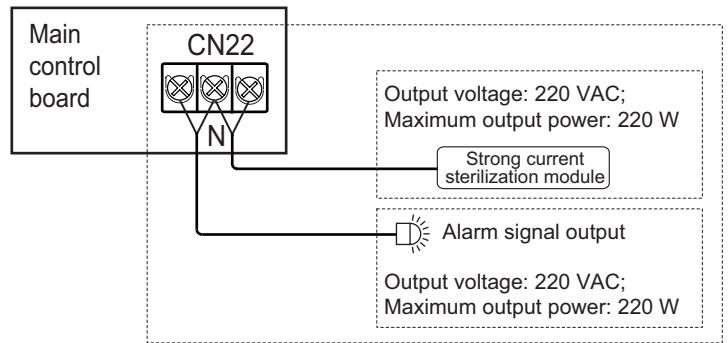 Main
control
board
CN22
N
Output voltage: 220 VAC;
Maximum output power: 220 W
Strong current
sterilization module
Alarm signal output
Output voltage: 220 VAC;
Maximum output power: 220 W